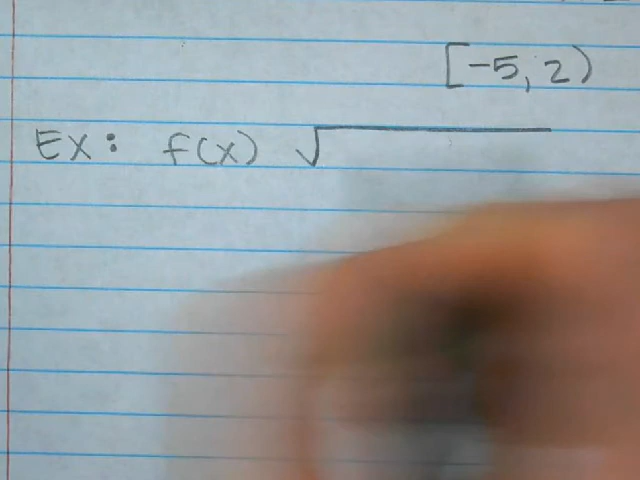 [-5, 2)
Ex: f(x) √